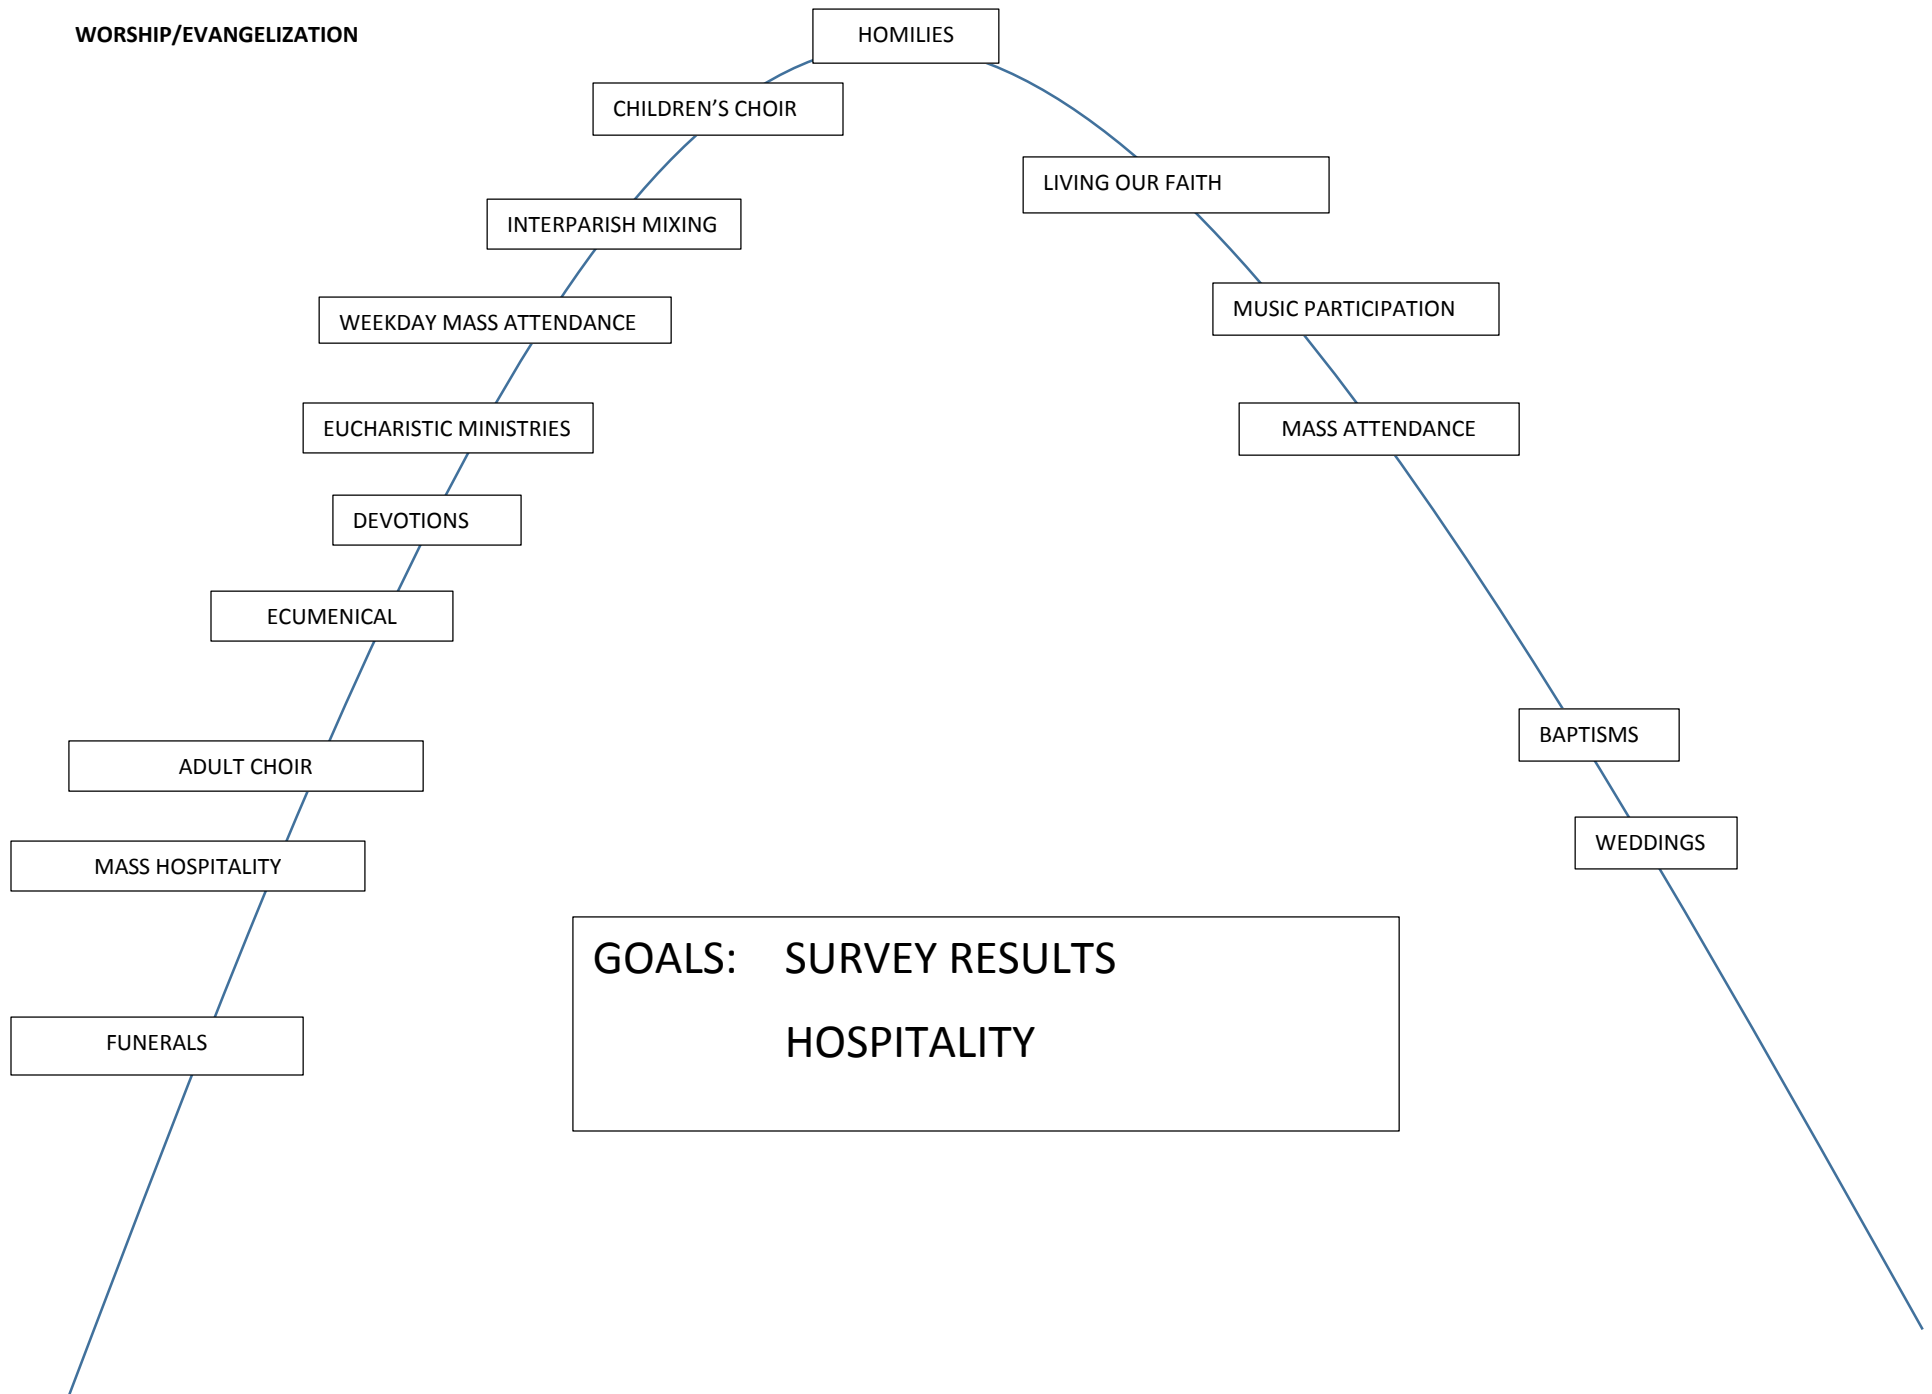 WORSHIP/EVANGELIZATION
HOMILIES
CHILDREN’S CHOIR
LIVING OUR FAITH
INTERPARISH MIXING
MUSIC PARTICIPATION
WEEKDAY MASS ATTENDANCE
EUCHARISTIC MINISTRIES
MASS ATTENDANCE
DEVOTIONS
ECUMENICAL
BAPTISMS
ADULT CHOIR
WEDDINGS
MASS HOSPITALITY
GOALS: SURVEY RESULTS
HOSPITALITY
FUNERALS